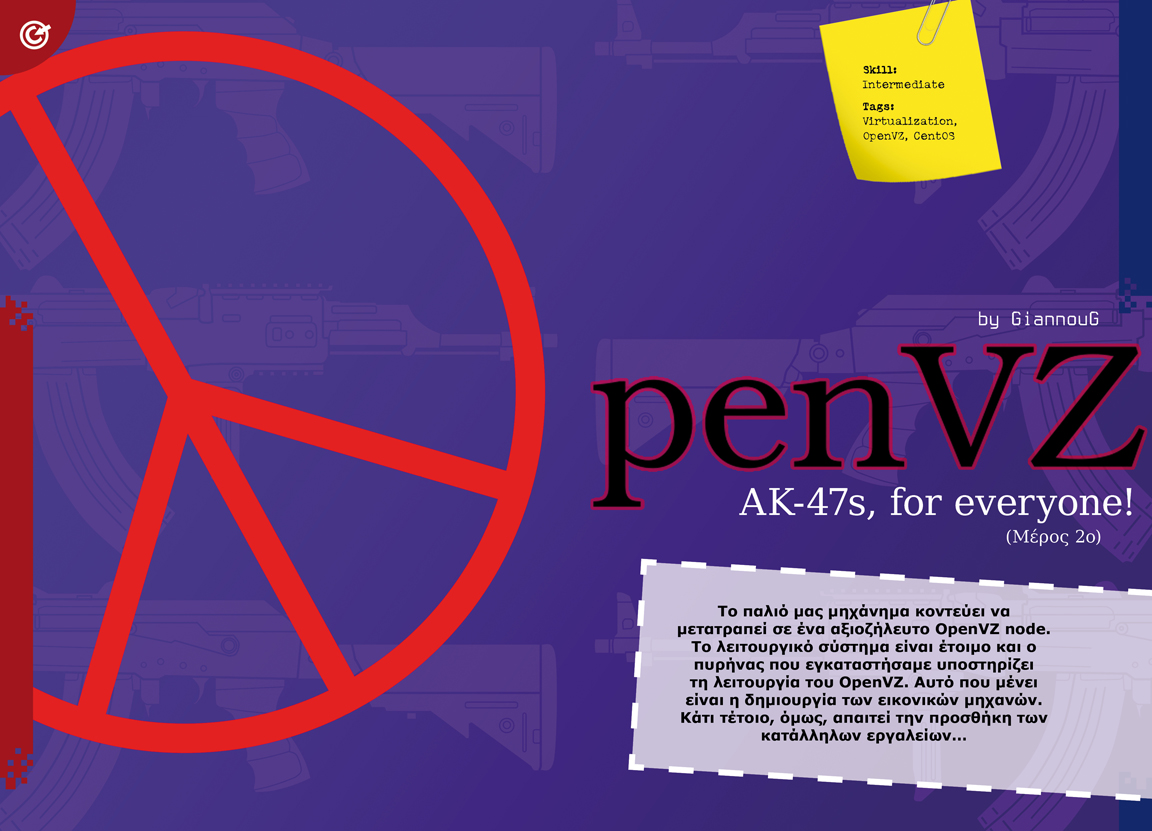 Skill:
Intermediate
Tags:
Virtualization,
OpenVZ, CentOS
by GiannouG
penVZ
AK-47s, for everyone!
(Μέρος 2ο)
Το παλιό μας μηχάνημα κοντεύει να
μετατραπεί σε ένα αξιοζήλευτο OpenVZ node.
Το λειτουργικό σύστημα είναι έτοιμο και ο
πυρήνας που εγκαταστήσαμε υποστηρίζει
τη λειτουργία του OpenVZ. Αυτό που μένει
είναι η δημιουργία των εικονικών μηχανών.
Κάτι τέτοιο, όμως, απαιτεί την προσθήκη των
κατάλληλων εργαλείων...